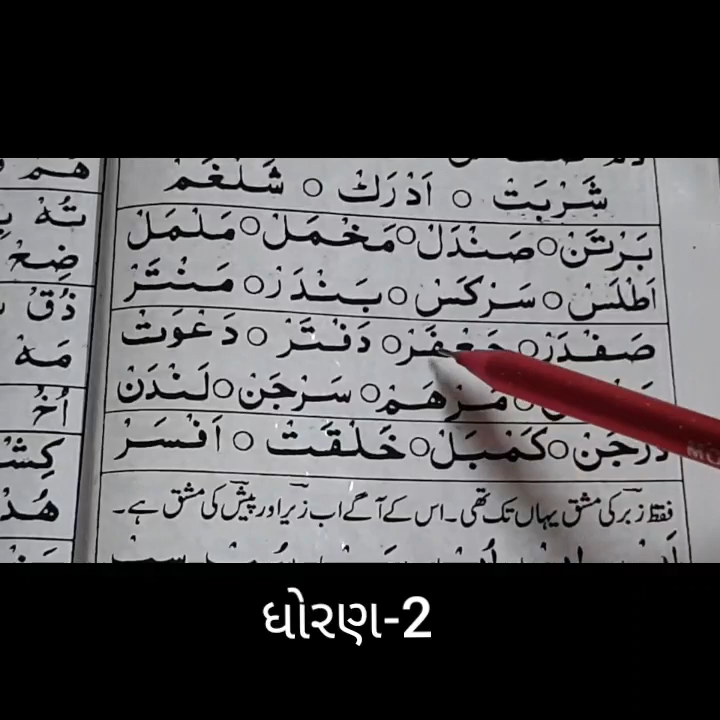 شَرْبَتْ ○ اَدْرَكْ ○ شَلْغَمْ
بَرْتَنْ ○ صَنْدَلْ ○ مَخْمَلْ ○ مَلْمَلْ
اَطْلَسْ ○ سَرْكَسْ ○ بَنْدَرْ ○ مَنْتَرْ
صَفْدَرْ ○ جَعْفَرْ ○ دَفْتَرْ ○ دَعْوَتْ
مَرْهَمْ ○ سَرْجَنْ ○ لَنْدَنْ
دَرْجَنْ ○ كَمْبَلْ ○ خَلْقَتْ ○ اَفْسَرْ
فقط زبر کی مشق یہاں تک تھی۔ اس کے آگے اب زیر اور پیش کی مشق ہے۔
هَمْ
تُهْ
ضِعْ
ذُقْ
مَهْ
اُخْ
كِشْ
هُدْ
ધોરણ-2